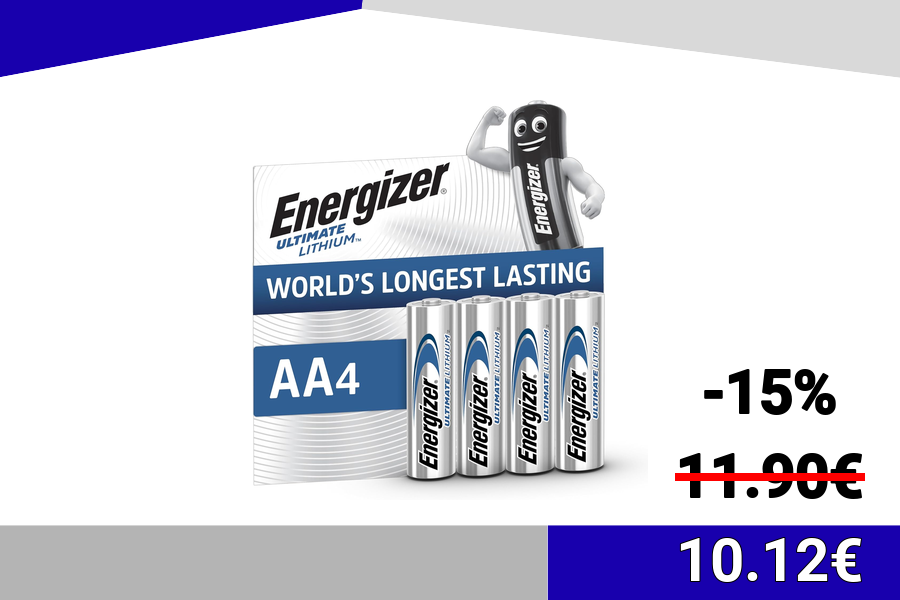 Energizer®
ULTIMATE
LITHIUM™
Energizer
WORLD'S LONGEST LASTING
AA4
Energizer ULTIMATE LITHIUM
Energizer ULTIMATE LITHIUM
Energizer ULTIMATE LITHIUM
Energizer ULTIMATE LITHIUM
-15%
11.90€
10.12€